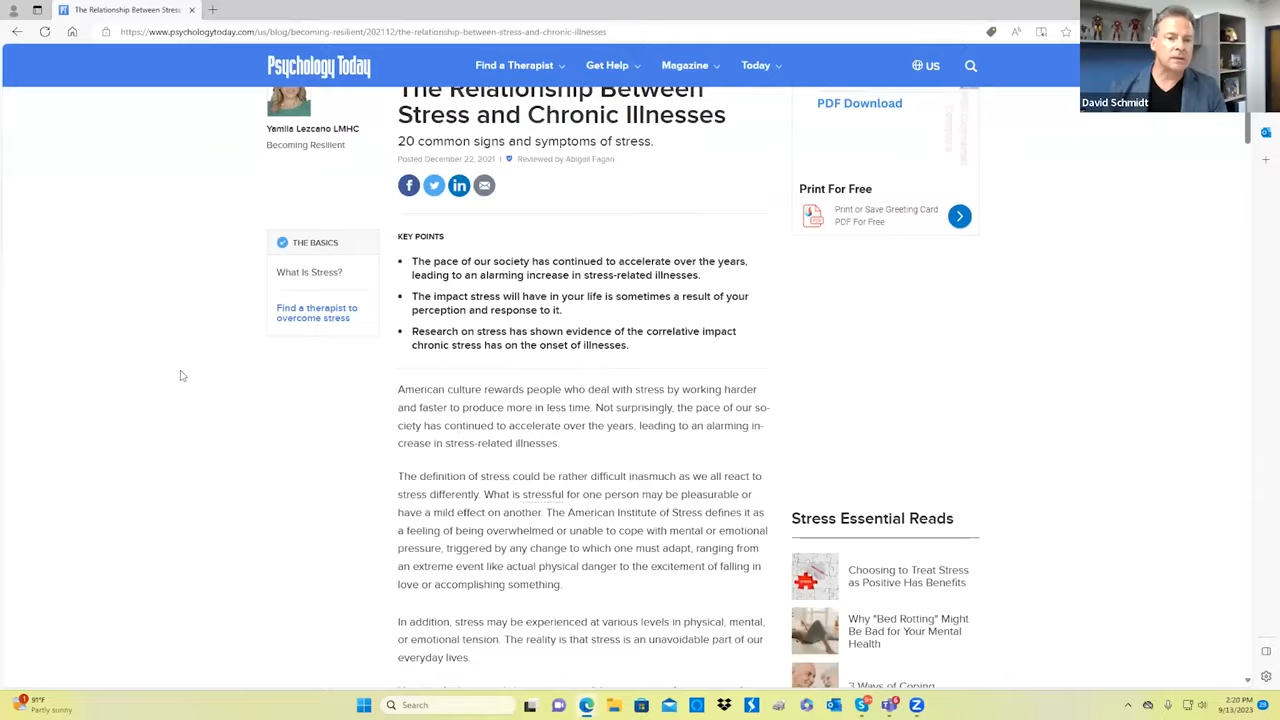 The Relationship Between Stress
https://www.psychologytoday.com/us/blog/becoming-resilient/202112/the-relationship-between-stress-and-chronic-illnesses
Psychology Today
Find a Therapist
Get Help
Magazine
Today
US
David Schmidt
Yamila Lezcano LMHC
Becoming Resilient
The Relationship Between
Stress and Chronic Illnesses
20 common signs and symptoms of stress.
Posted December 22, 2021 | Reviewed by Abigail Fagan
PDF Download
Print For Free
Print or Save Greeting Card
PDF For Free
THE BASICS
What Is Stress?
Find a therapist to
overcome stress
KEY POINTS
The pace of our society has continued to accelerate over the years,
leading to an alarming increase in stress-related illnesses.
The impact stress will have in your life is sometimes a result of your
perception and response to it.
Research on stress has shown evidence of the correlative impact
chronic stress has on the onset of illnesses.
American culture rewards people who deal with stress by working harder
and faster to produce more in less time. Not surprisingly, the pace of our so-
ciety has continued to accelerate over the years, leading to an alarming in-
crease in stress-related illnesses.
The definition of stress could be rather difficult inasmuch as we all react to
stress differently. What is stressful for one person may be pleasurable or
have a mild effect on another. The American Institute of Stress defines it as
a feeling of being overwhelmed or unable to cope with mental or emotional
pressure, triggered by any change to which one must adapt, ranging from
an extreme event like actual physical danger to the excitement of falling in
love or accomplishing something.
In addition, stress may be experienced at various levels in physical, mental,
or emotional tension. The reality is that stress is an unavoidable part of our
everyday lives.
Stress Essential Reads
Choosing to Treat Stress
as Positive Has Benefits
Why "Bed Rotting" Might
Be Bad for Your Mental
Health
3 Ways of Coping
91°F
Partly sunny
Search
2:20 PM
9/13/2023